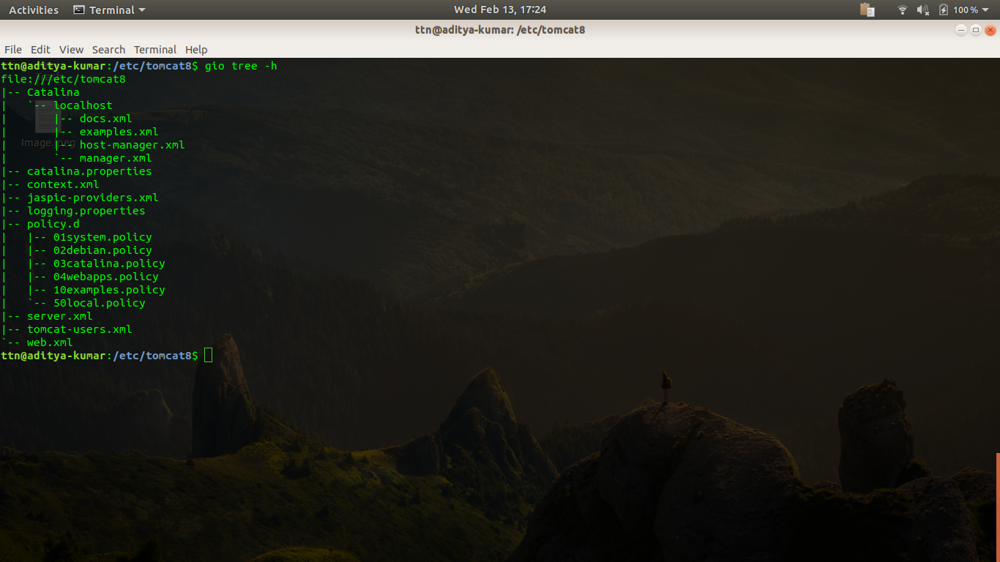 Activities Terminal Wed Feb 13, 17:24 100%
ttn@aditya-kumar: /etc/tomcat8
File Edit View Search Terminal Help
ttn@aditya-kumar:/etc/tomcat8$ gio tree -h
file:///etc/tomcat8
|-- Catalina
|   `-- localhost
|       |-- docs.xml
|       |-- examples.xml
|       |-- host-manager.xml
|       `-- manager.xml
|-- catalina.properties
|-- context.xml
|-- jaspic-providers.xml
|-- logging.properties
|-- policy.d
|   |-- 01system.policy
|   |-- 02debian.policy
|   |-- 03catalina.policy
|   |-- 04webapps.policy
|   |-- 10examples.policy
|   `-- 50local.policy
|-- server.xml
|-- tomcat-users.xml
`-- web.xml
ttn@aditya-kumar:/etc/tomcat8$
Trash
Image.jpeg